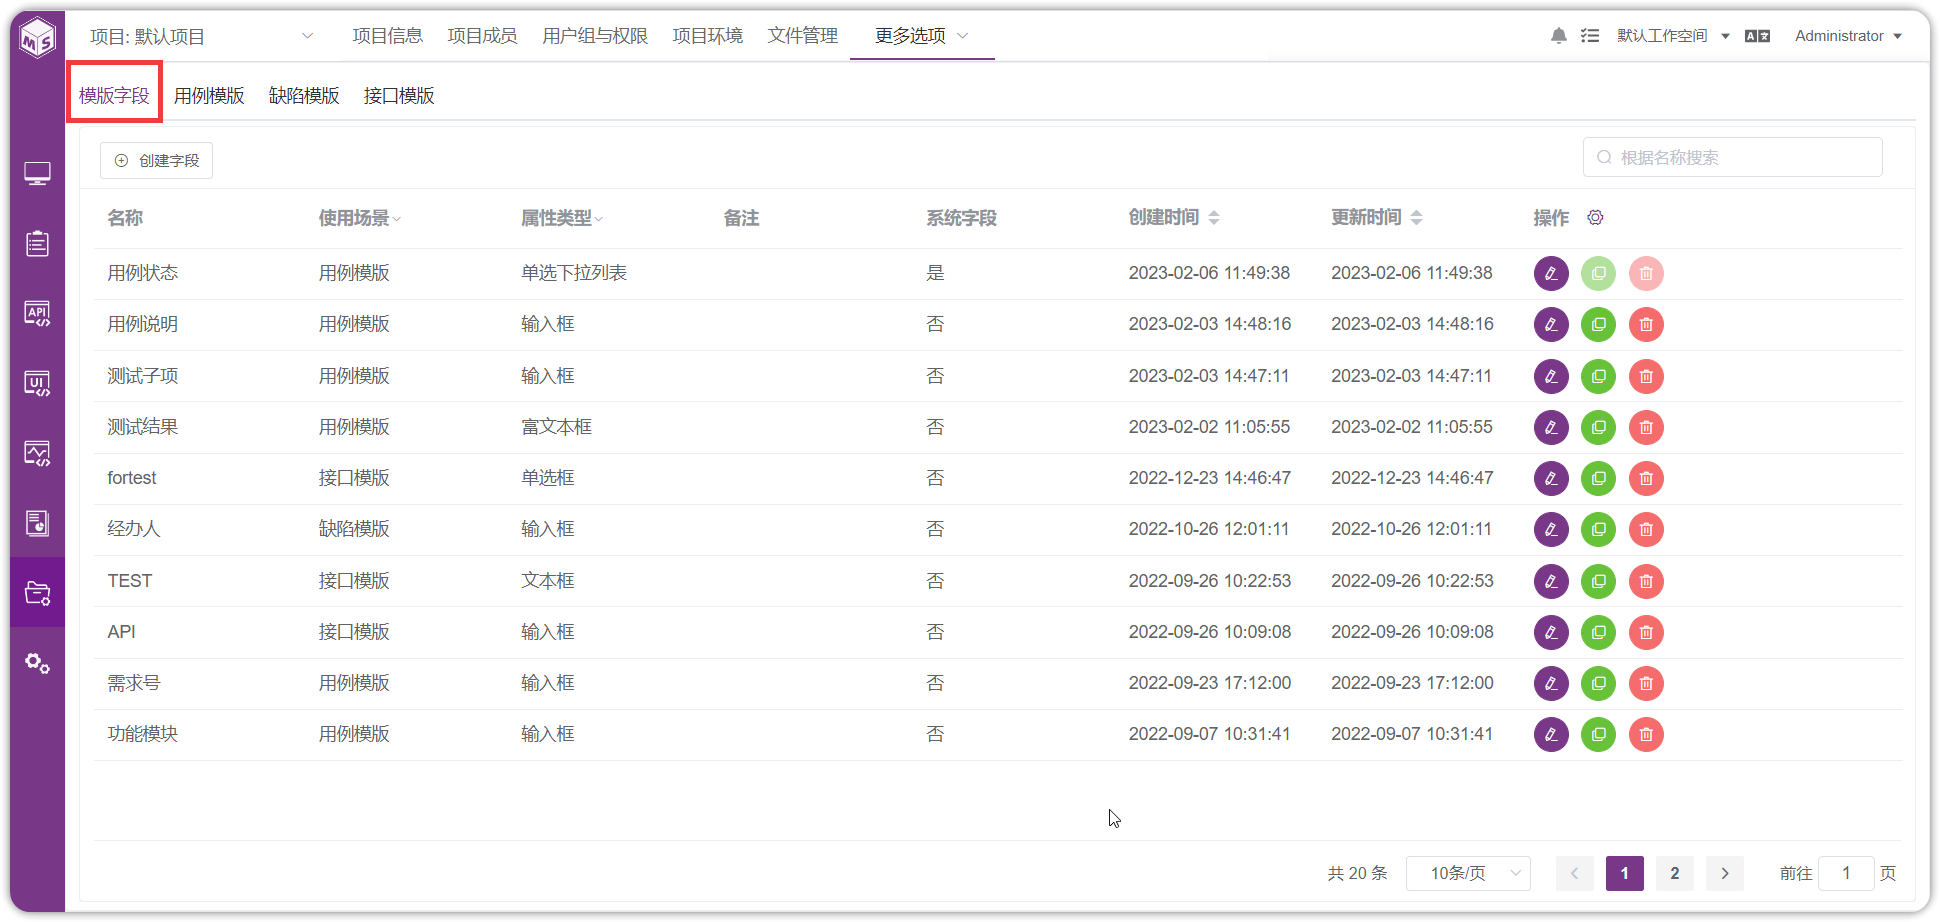 MS
项目: 默认项目 项目信息 项目成员 用户组与权限 项目环境 文件管理 更多选项 默认工作空间 Administrator
模版字段 用例模版 缺陷模版 接口模版
创建字段 根据名称搜索
名称 使用场景 属性类型 备注 系统字段 创建时间 更新时间 操作
用例状态 用例模版 单选下拉列表 是 2023-02-06 11:49:38 2023-02-06 11:49:38
用例说明 用例模版 输入框 否 2023-02-03 14:48:16 2023-02-03 14:48:16
测试子项 用例模版 输入框 否 2023-02-03 14:47:11 2023-02-03 14:47:11
测试结果 用例模版 富文本框 否 2023-02-02 11:05:55 2023-02-02 11:05:55
fortest 接口模版 单选框 否 2022-12-23 14:46:47 2022-12-23 14:46:47
经办人 缺陷模版 输入框 否 2022-10-26 12:01:11 2022-10-26 12:01:11
TEST 接口模版 文本框 否 2022-09-26 10:22:53 2022-09-26 10:22:53
API 接口模版 输入框 否 2022-09-26 10:09:08 2022-09-26 10:09:08
需求号 用例模版 输入框 否 2022-09-23 17:12:00 2022-09-23 17:12:00
功能模块 用例模版 输入框 否 2022-09-07 10:31:41 2022-09-07 10:31:41
共 20 条 10条/页 1 2 前往 1 页
API
UI